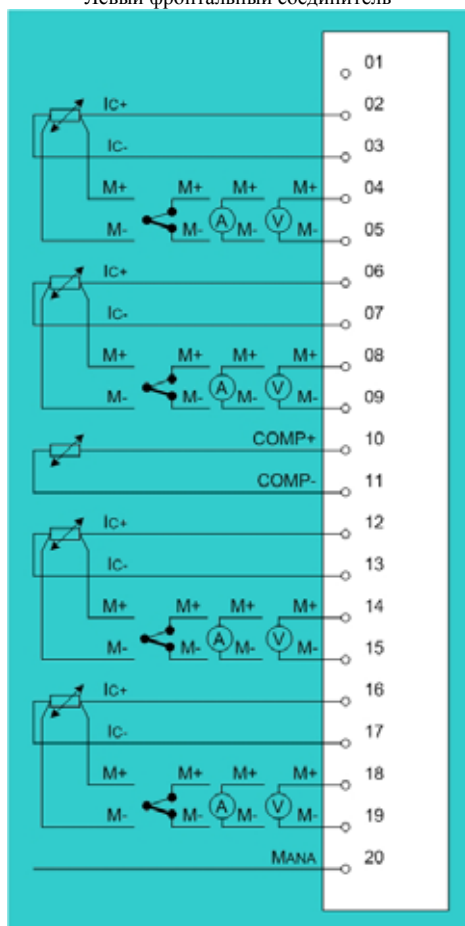 Левый фронтальный соединитель
01
IC+ 02
IC- 03
M+ M+ M+ M+ 04
M- M- A M- V M- 05
IC+ 06
IC- 07
M+ M+ M+ M+ 08
M- M- A M- V M- 09
COMP+ 10
COMP- 11
IC+ 12
IC- 13
M+ M+ M+ M+ 14
M- M- A M- V M- 15
IC+ 16
IC- 17
M+ M+ M+ M+ 18
M- M- A M- V M- 19
MANA 20